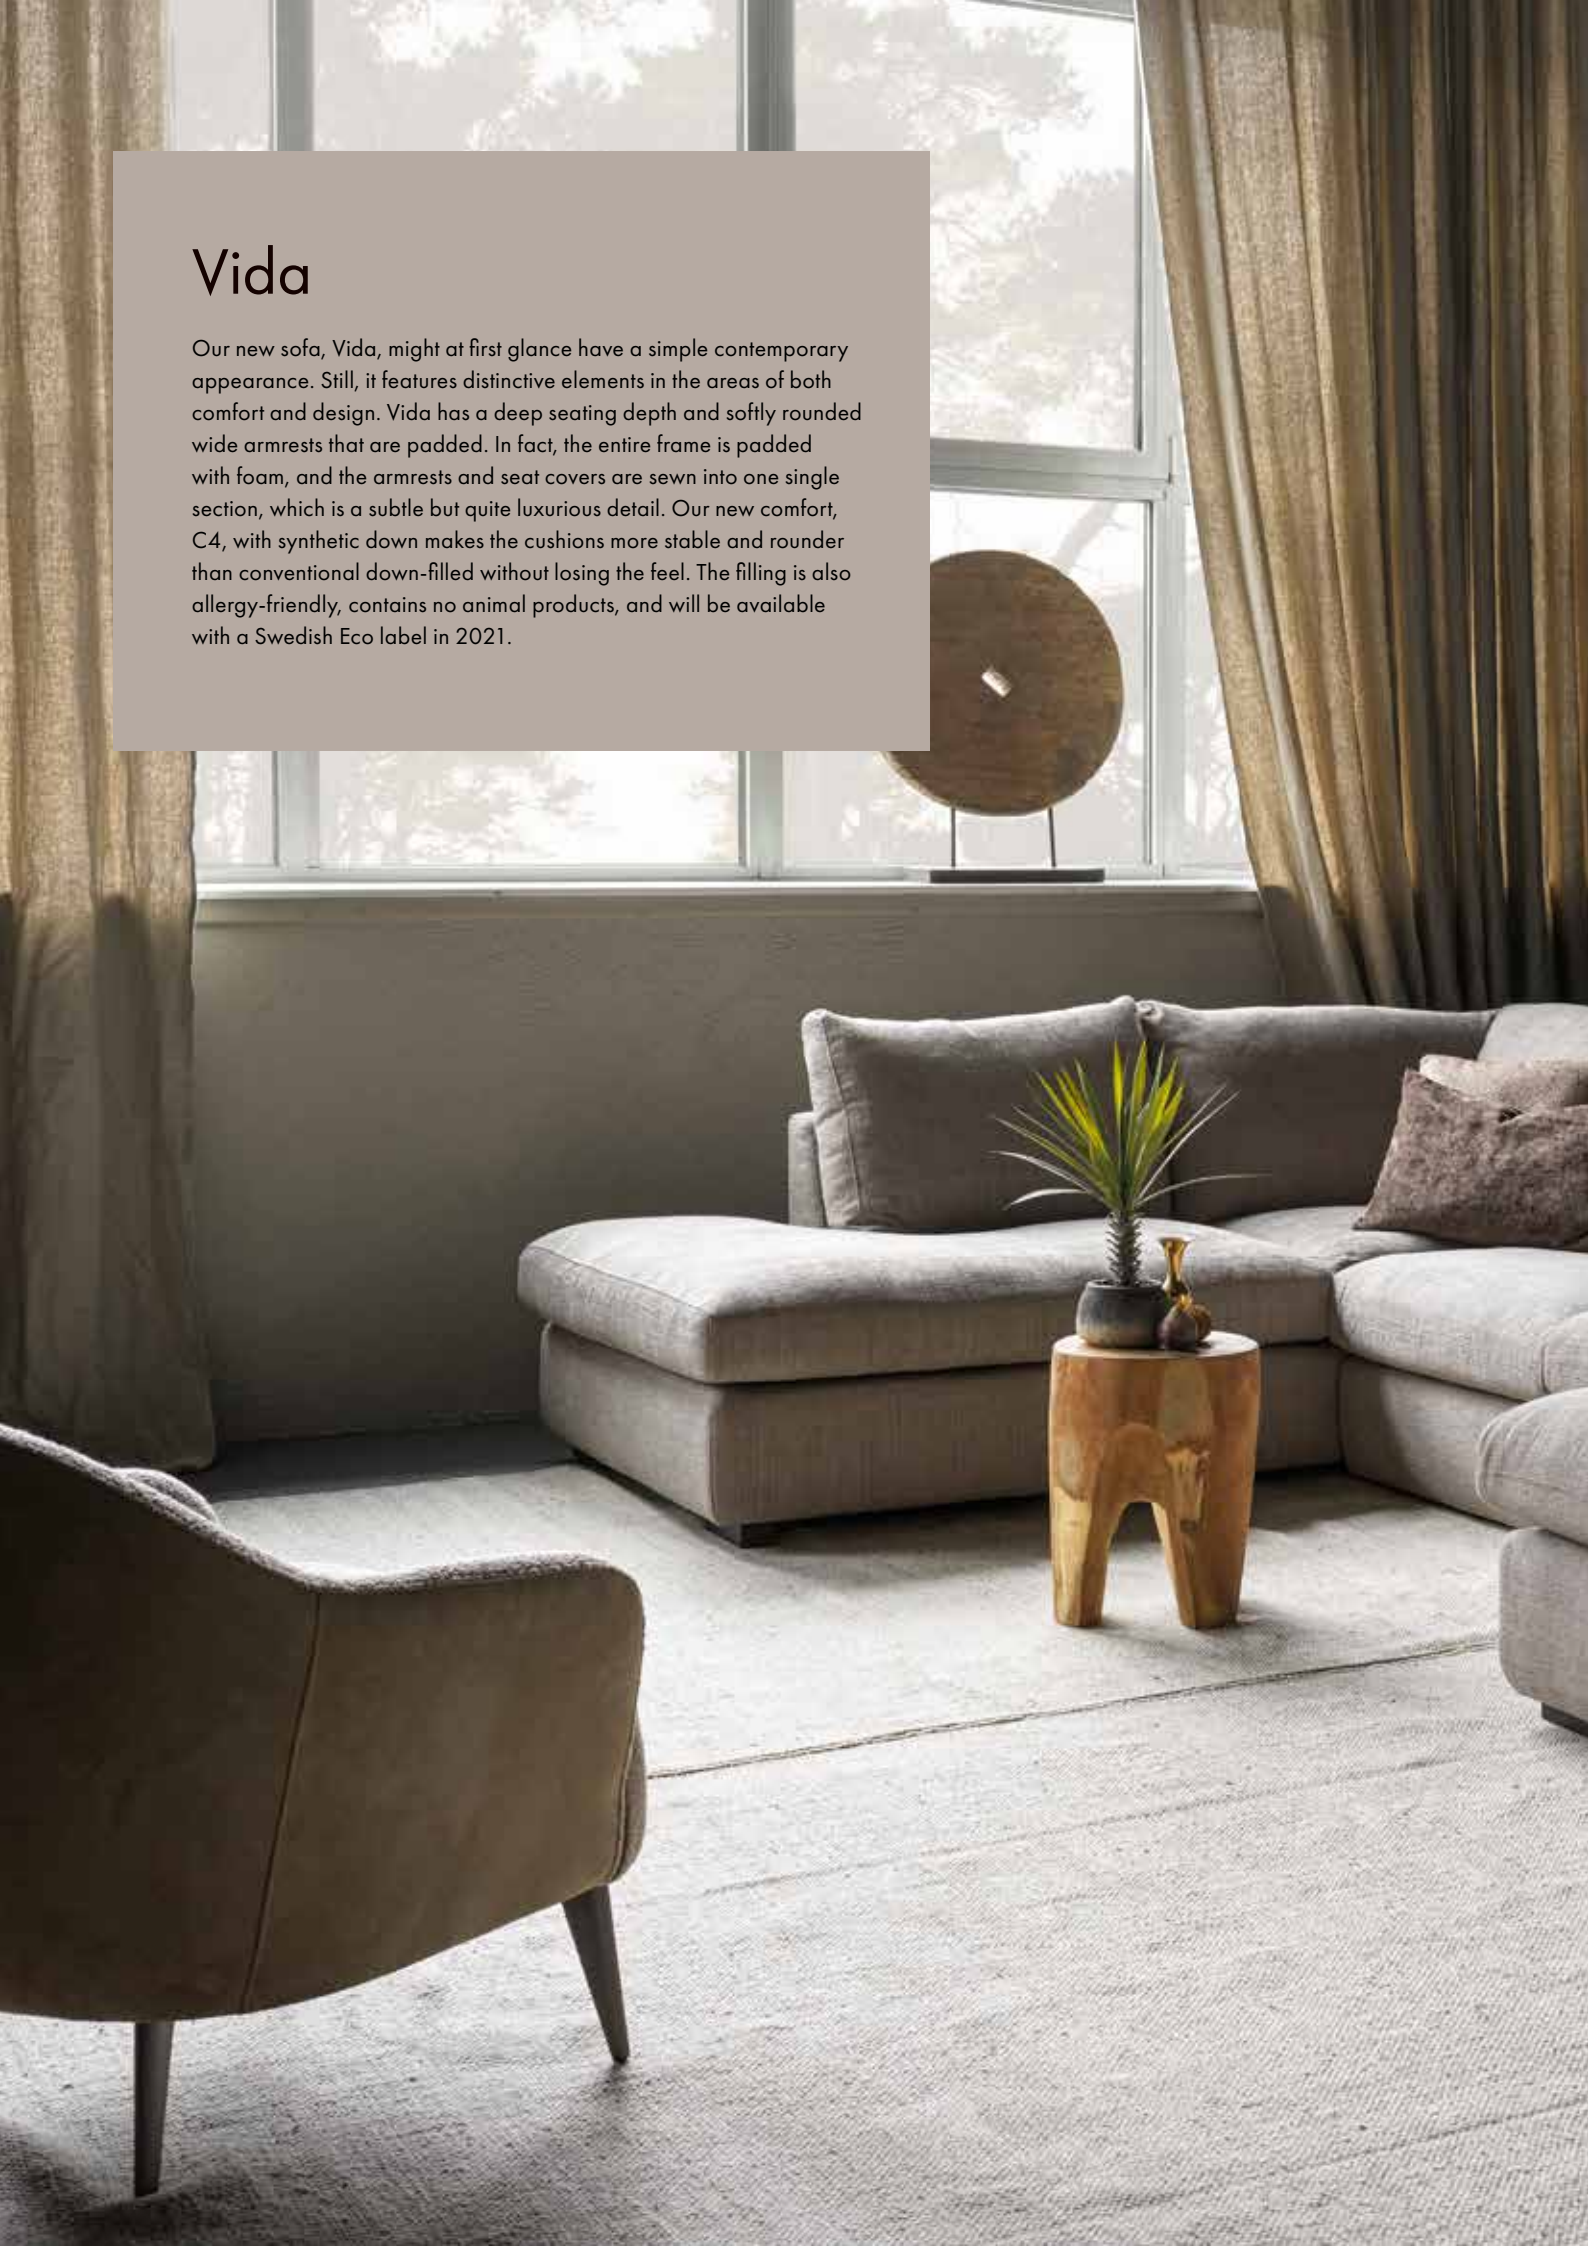 Vida
Our new sofa, Vida, might at first glance have a simple contemporary
appearance. Still, it features distinctive elements in the areas of both
comfort and design. Vida has a deep seating depth and softly rounded
wide armrests that are padded. In fact, the entire frame is padded
with foam, and the armrests and seat covers are sewn into one single
section, which is a subtle but quite luxurious detail. Our new comfort,
C4, with synthetic down makes the cushions more stable and rounder
than conventional down-filled without losing the feel. The filling is also
allergy-friendly, contains no animal products, and will be available
with a Swedish Eco label in 2021.